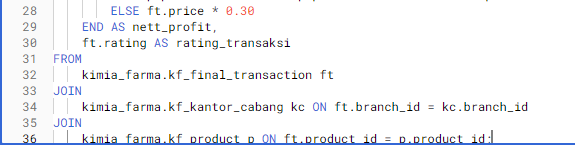 28 ELSE ft.price * 0.30
29 END AS nett_profit,
30 ft.rating AS rating_transaksi
31 FROM
32 kimia_farma.kf_final_transaction ft
33 JOIN
34 kimia_farma.kf_kantor_cabang kc ON ft.branch_id = kc.branch_id
35 JOIN
36 kimia_farma.kf_product p ON ft.product_id = p.product_id;